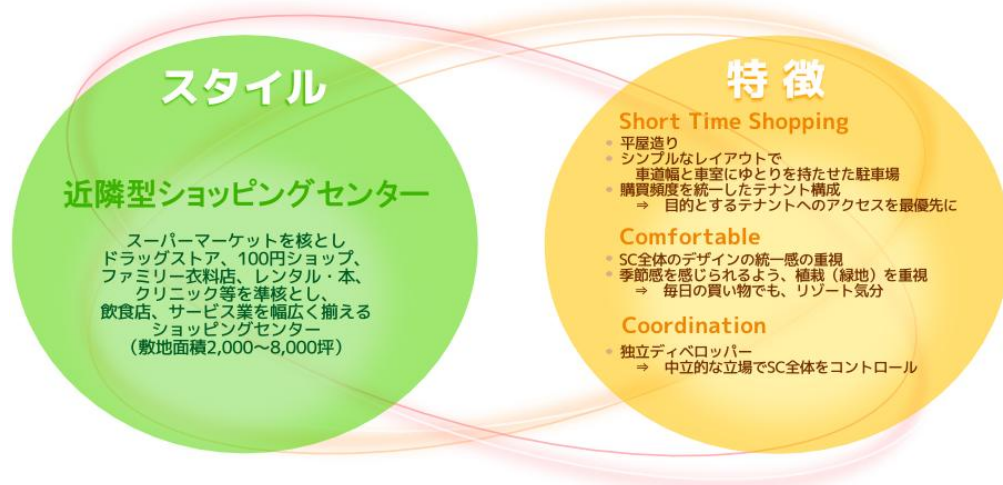 スタイル
近隣型ショッピングセンター
スーパーマーケットを核とし
ドラッグストア、100円ショップ、
ファミリー衣料店、レンタル・本、
クリニック等を準核とし、
飲食店、サービス業を幅広く揃える
ショッピングセンター
（敷地面積2,000～8,000坪）
特 徴
Short Time Shopping
• 平屋造り
• シンプルなレイアウトで
車道幅と車室にゆとりを持たせた駐車場
• 購買頻度を統一したテナント構成
⇒ 目的とするテナントへのアクセスを最優先に
Comfortable
• SC全体のデザインの統一感の重視
• 季節感を感じられるよう、植栽（緑地）を重視
⇒ 毎日の買い物でも、リゾート気分
Coordination
• 独立ディベロッパー
⇒ 中立的な立場でSC全体をコントロール